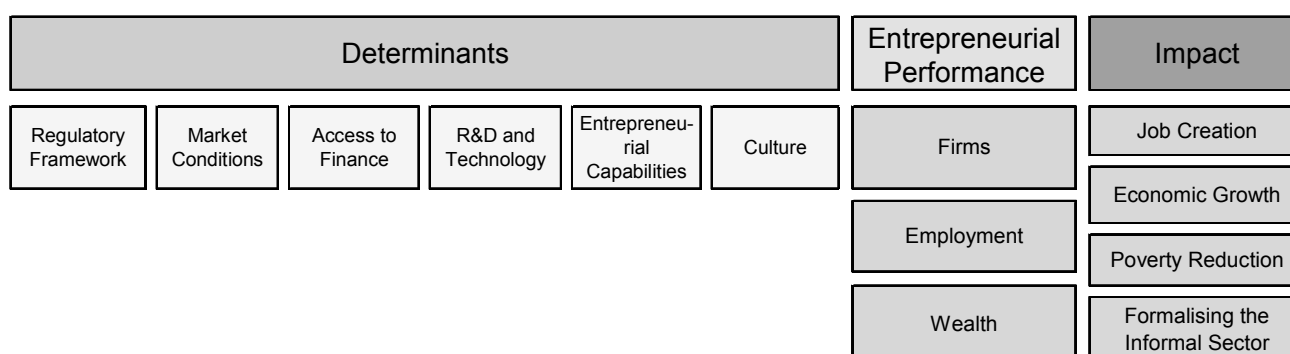 Determinants
Entrepreneurial
Performance
Impact
Regulatory
Framework
Market
Conditions
Access to
Finance
R&D and
Technology
Entrepreneu-
rial
Capabilities
Culture
Firms
Employment
Wealth
Job Creation
Economic Growth
Poverty Reduction
Formalising the
Informal Sector